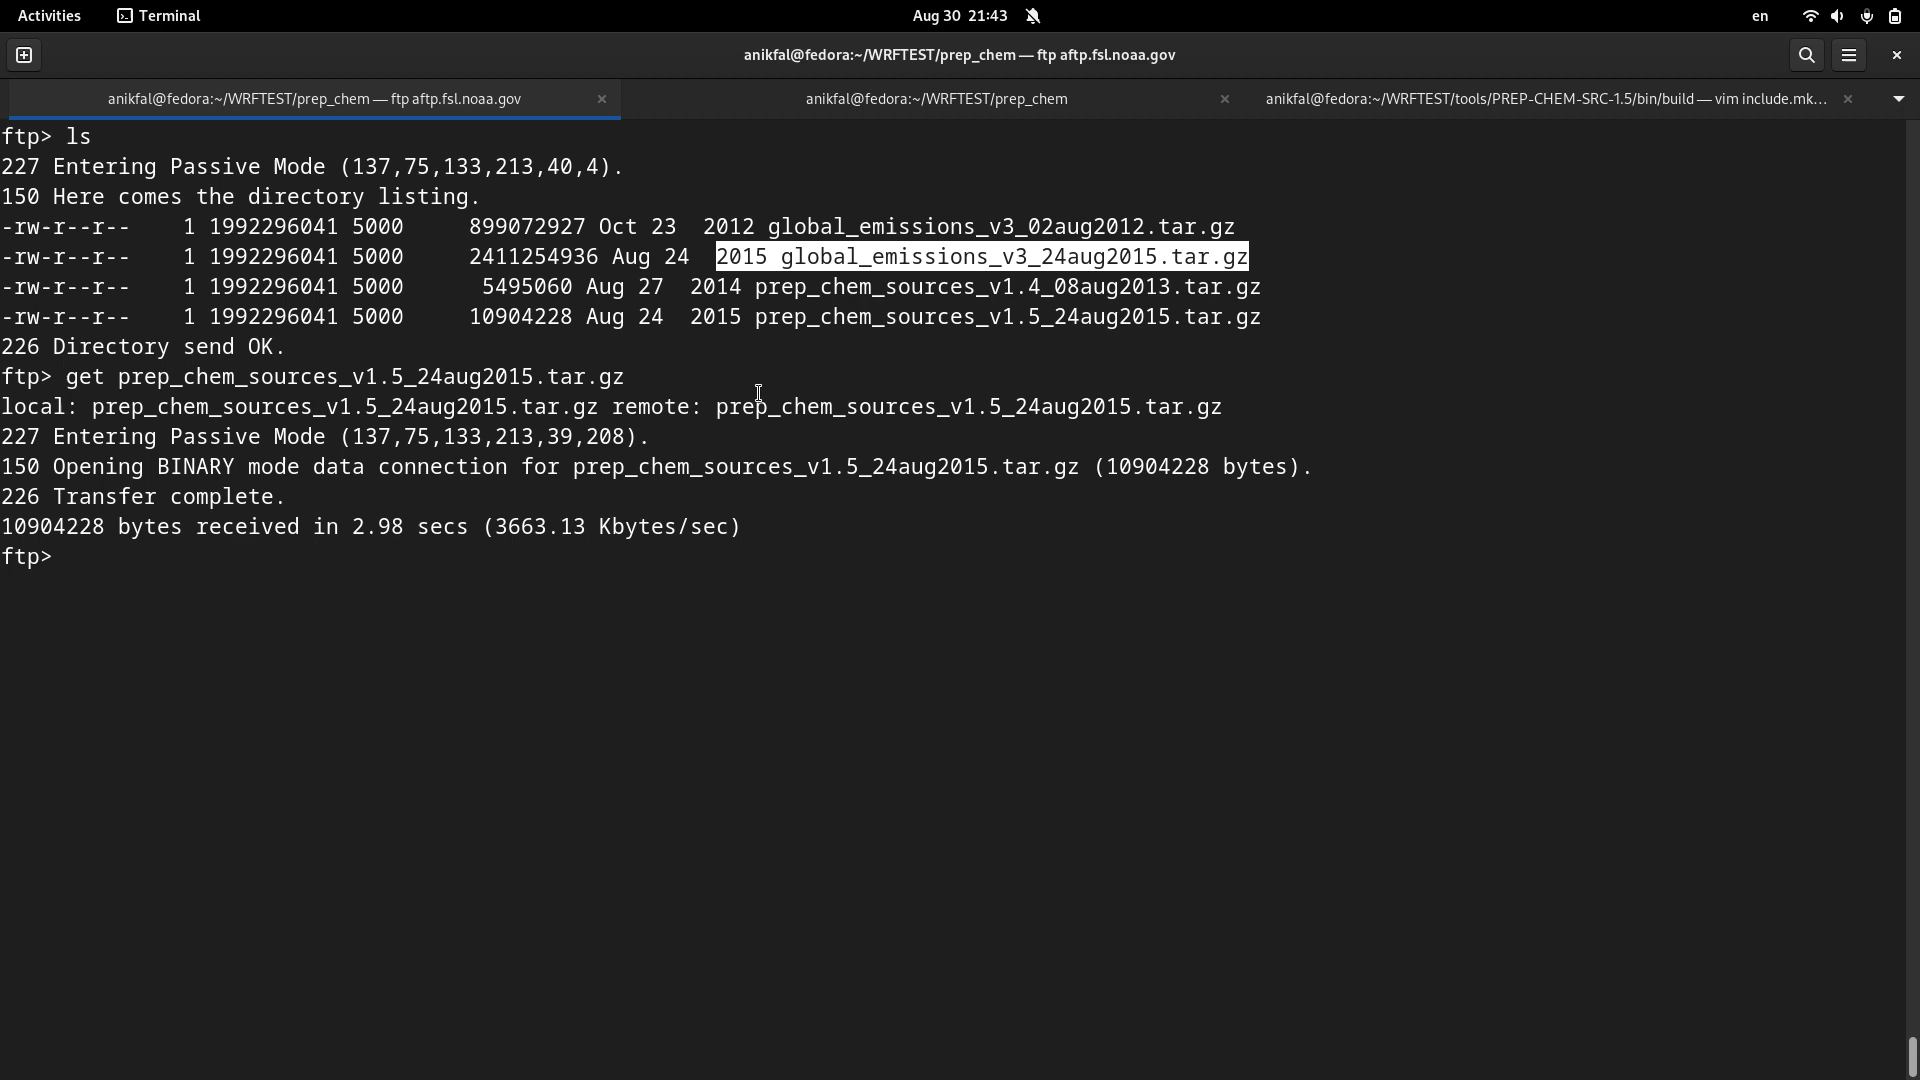 Activities Terminal Aug 30 21:43 en
anikfal@fedora:~/WRFTEST/prep_chem — ftp aftp.fsl.noaa.gov
anikfal@fedora:~/WRFTEST/prep_chem — ftp aftp.fsl.noaa.gov anikfal@fedora:~/WRFTEST/prep_chem anikfal@fedora:~/WRFTEST/tools/PREP-CHEM-SRC-1.5/bin/build — vim include.mk...
ftp> ls
227 Entering Passive Mode (137,75,133,213,40,4).
150 Here comes the directory listing.
-rw-r--r--    1 1992296041 5000     899072927 Oct 23  2012 global_emissions_v3_02aug2012.tar.gz
-rw-r--r--    1 1992296041 5000     2411254936 Aug 24  2015 global_emissions_v3_24aug2015.tar.gz
-rw-r--r--    1 1992296041 5000      5495060 Aug 27  2014 prep_chem_sources_v1.4_08aug2013.tar.gz
-rw-r--r--    1 1992296041 5000     10904228 Aug 24  2015 prep_chem_sources_v1.5_24aug2015.tar.gz
226 Directory send OK.
ftp> get prep_chem_sources_v1.5_24aug2015.tar.gz
local: prep_chem_sources_v1.5_24aug2015.tar.gz remote: prep_chem_sources_v1.5_24aug2015.tar.gz
227 Entering Passive Mode (137,75,133,213,39,208).
150 Opening BINARY mode data connection for prep_chem_sources_v1.5_24aug2015.tar.gz (10904228 bytes).
226 Transfer complete.
10904228 bytes received in 2.98 secs (3663.13 Kbytes/sec)
ftp>